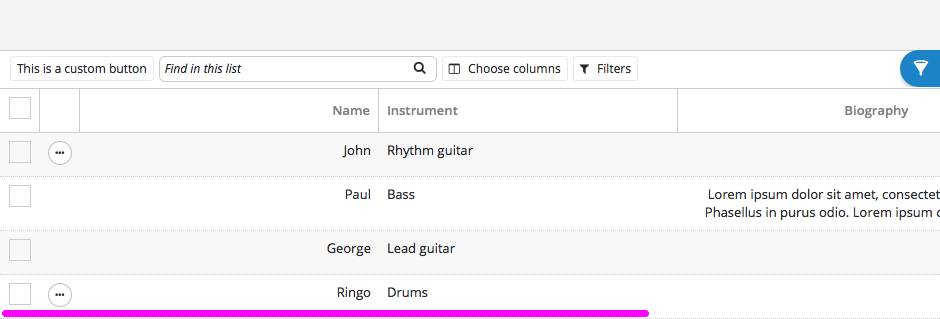 This is a custom button Find in this list Choose columns Filters
Name Instrument Biography
John Rhythm guitar
Paul Bass Lorem ipsum dolor sit amet, consectet
Phasellus in purus odio. Lorem ipsum
George Lead guitar
Ringo Drums